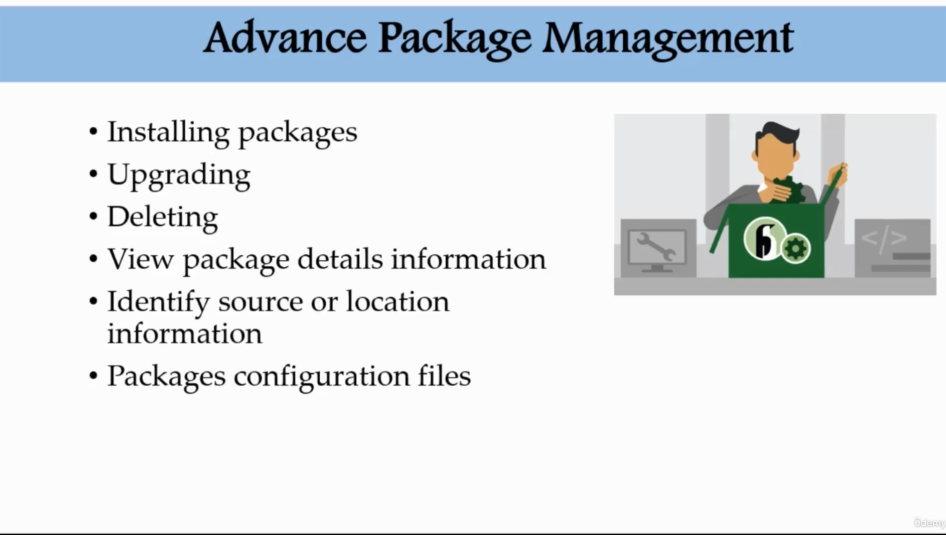 Advance Package Management
• Installing packages
• Upgrading
• Deleting
• View package details information
• Identify source or location
information
• Packages configuration files
</>
ûdemy